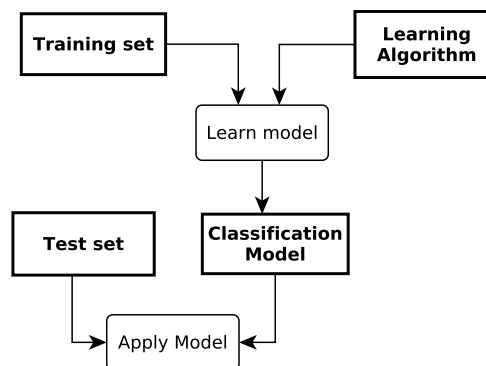 Training set
Learning
Algorithm
Learn model
Test set
Classification
Model
Apply Model